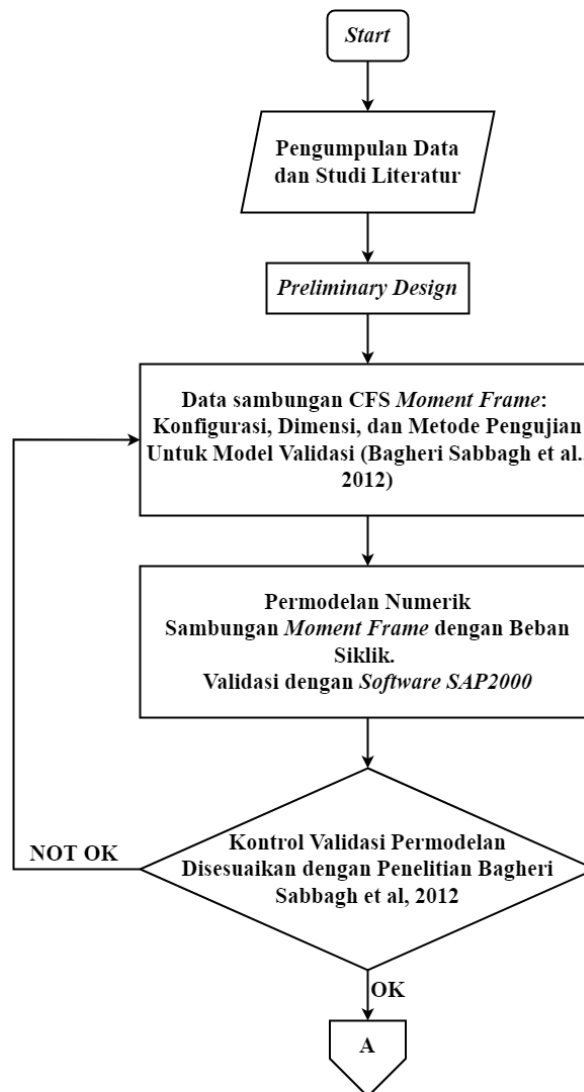 Start
Pengumpulan Data
dan Studi Literatur
Preliminary Design
Data sambungan CFS Moment Frame:
Konfigurasi, Dimensi, dan Metode Pengujian
Untuk Model Validasi (Bagheri Sabbagh et al.,
2012)
Permodelan Numerik
Sambungan Moment Frame dengan Beban
Siklik.
Validasi dengan Software SAP2000
Kontrol Validasi Permodelan
Disesuaikan dengan Penelitian Bagheri
Sabbagh et al, 2012
NOT OK
OK
A